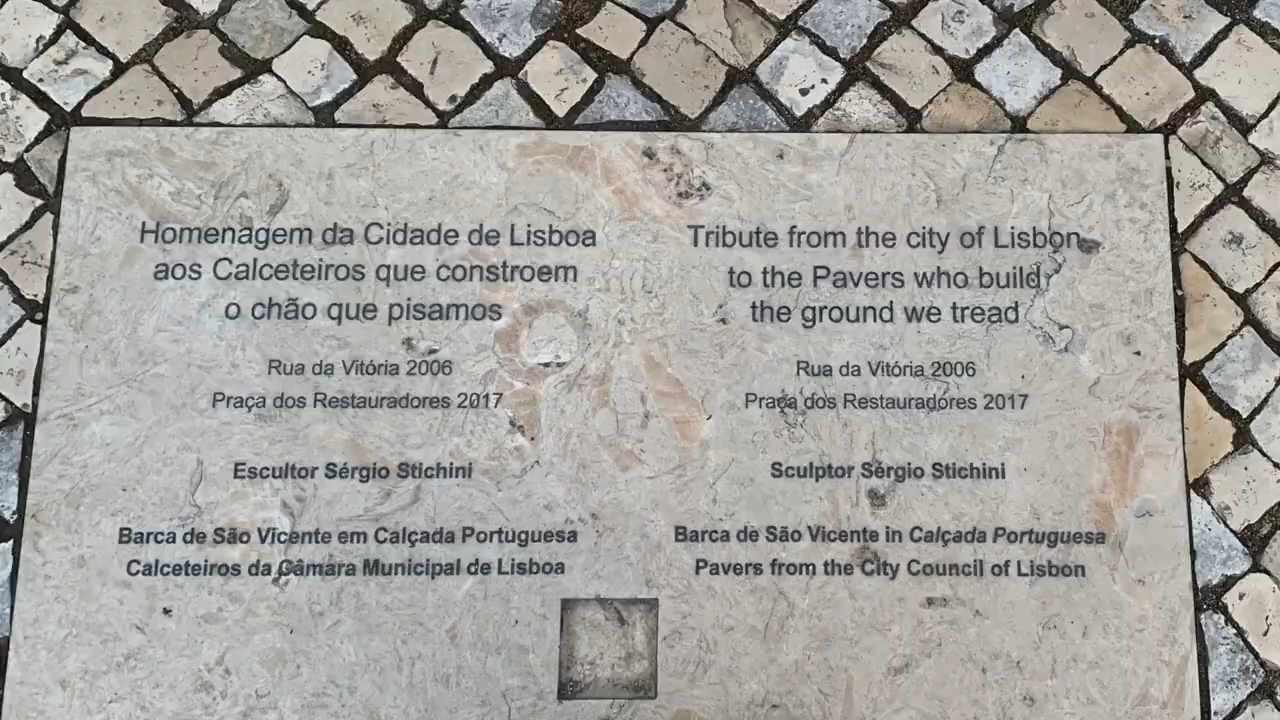 Homenagem da Cidade de Lisboa
aos Calceteiros que constroem
o chão que pisamos
Rua da Vitória 2006
Praça dos Restauradores 2017
Escultor Sérgio Stichini
Barca de São Vicente em Calçada Portuguesa
Calceteiros da Câmara Municipal de Lisboa
Tribute from the city of Lisbon
to the Pavers who build
the ground we tread
Rua da Vitória 2006
Praça dos Restauradores 2017
Sculptor Sérgio Stichini
Barca de São Vicente in Calçada Portuguesa
Pavers from the City Council of Lisbon